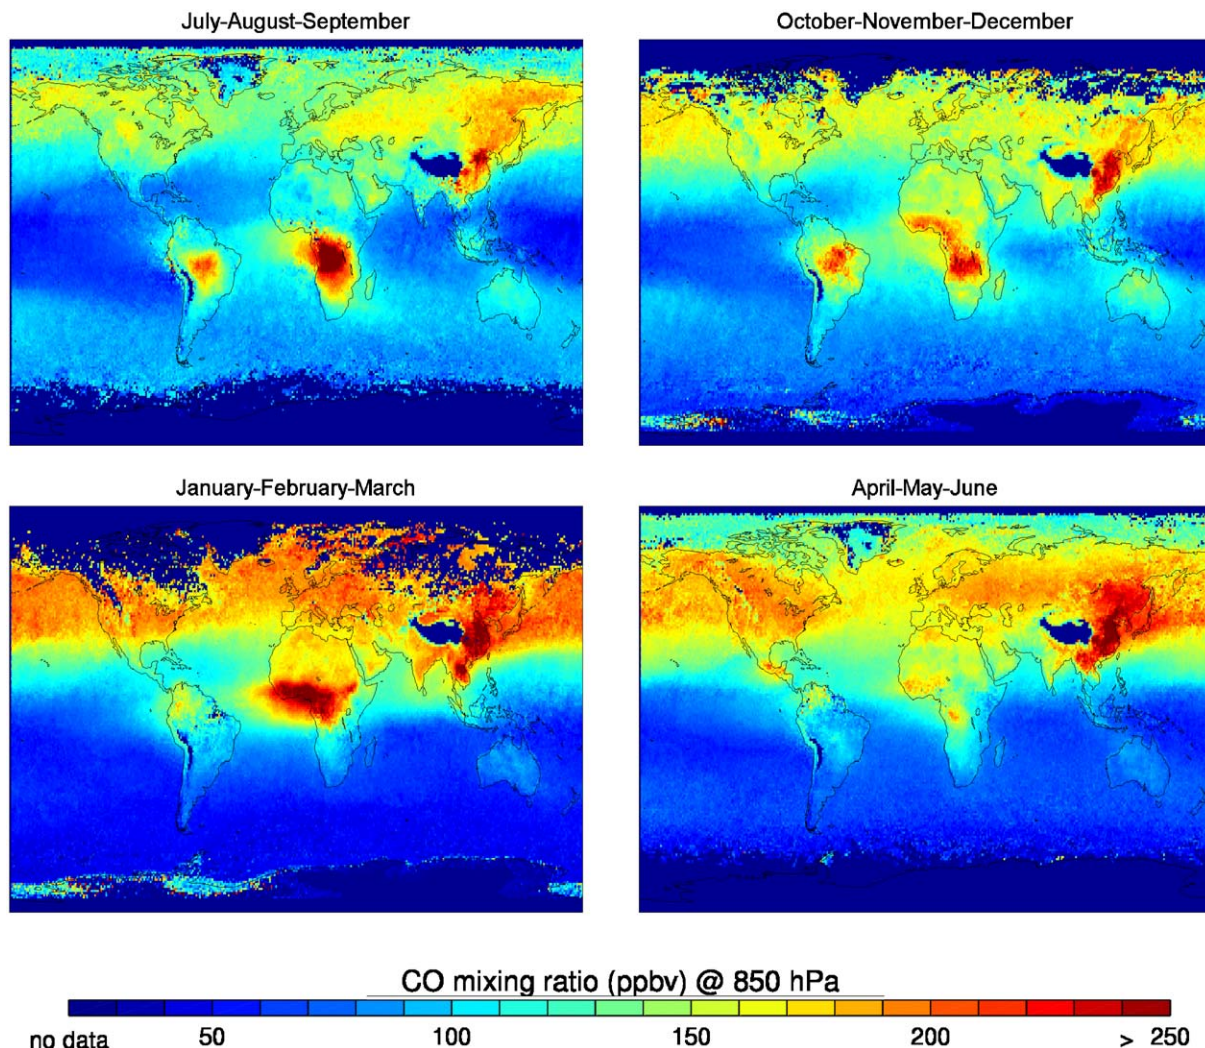 July-August-September
October-November-December
January-February-March
April-May-June
CO mixing ratio (ppbv) @ 850 hPa
no data 50 100 150 200 > 250